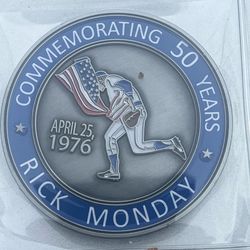 COMMEMORATING 50 YEARS
APRIL 25,
1976
RICK MONDAY